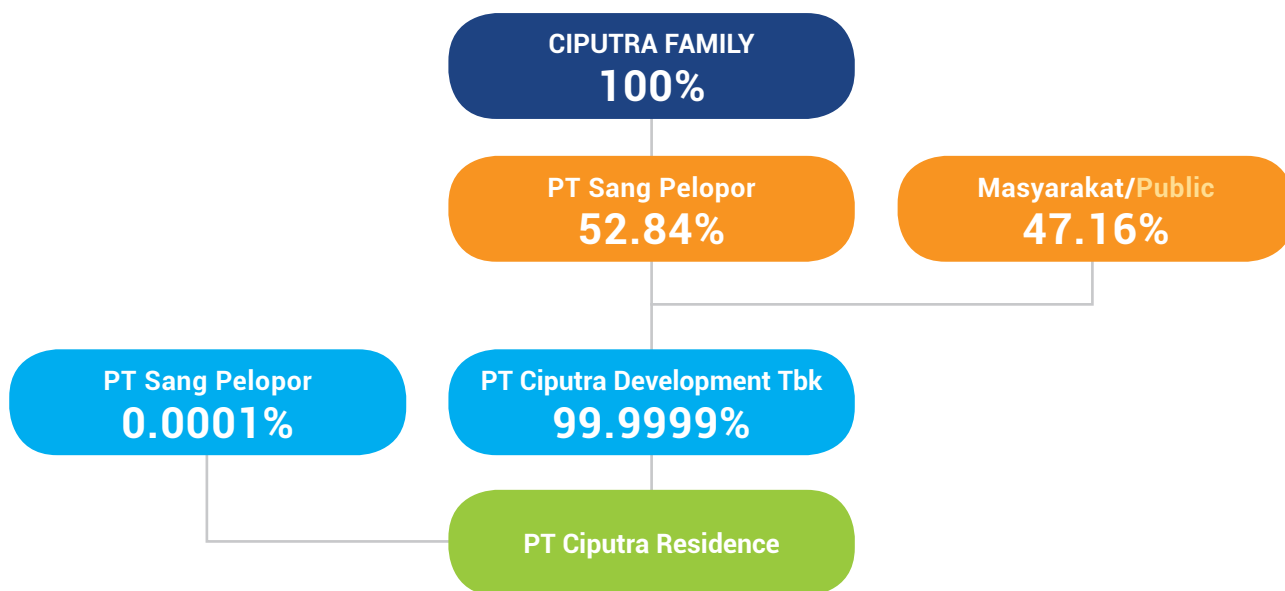 CIPUTRA FAMILY
100%
PT Sang Pelopor
52.84%
Masyarakat/Public
47.16%
PT Sang Pelopor
0.0001%
PT Ciputra Development Tbk
99.9999%
PT Ciputra Residence